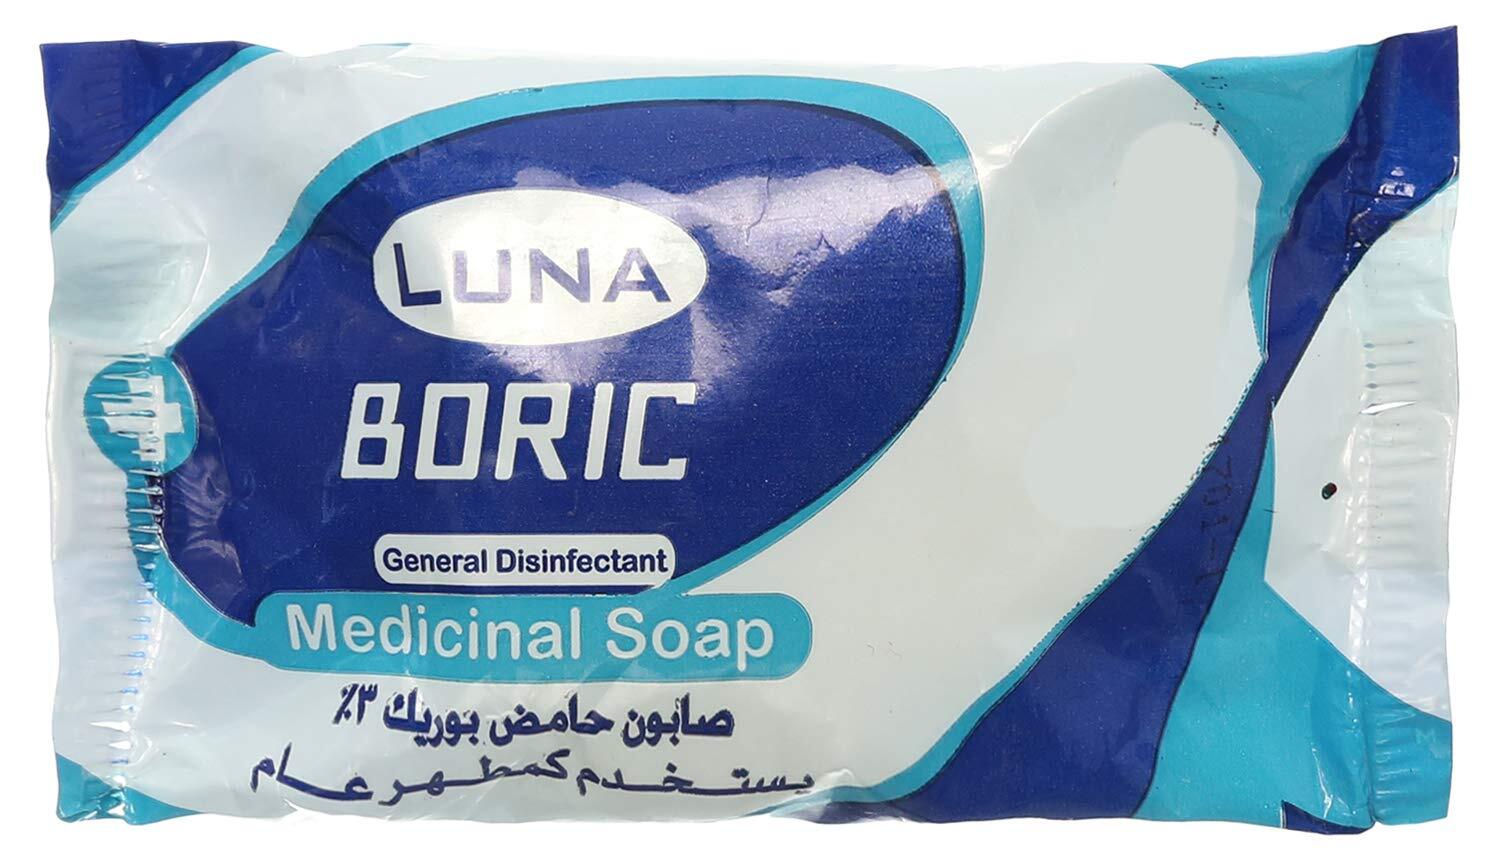 LUNA
BORIC
General Disinfectant
Medicinal Soap
صابون حامض بوريك ٣٪
يستخدم كمطهر عام